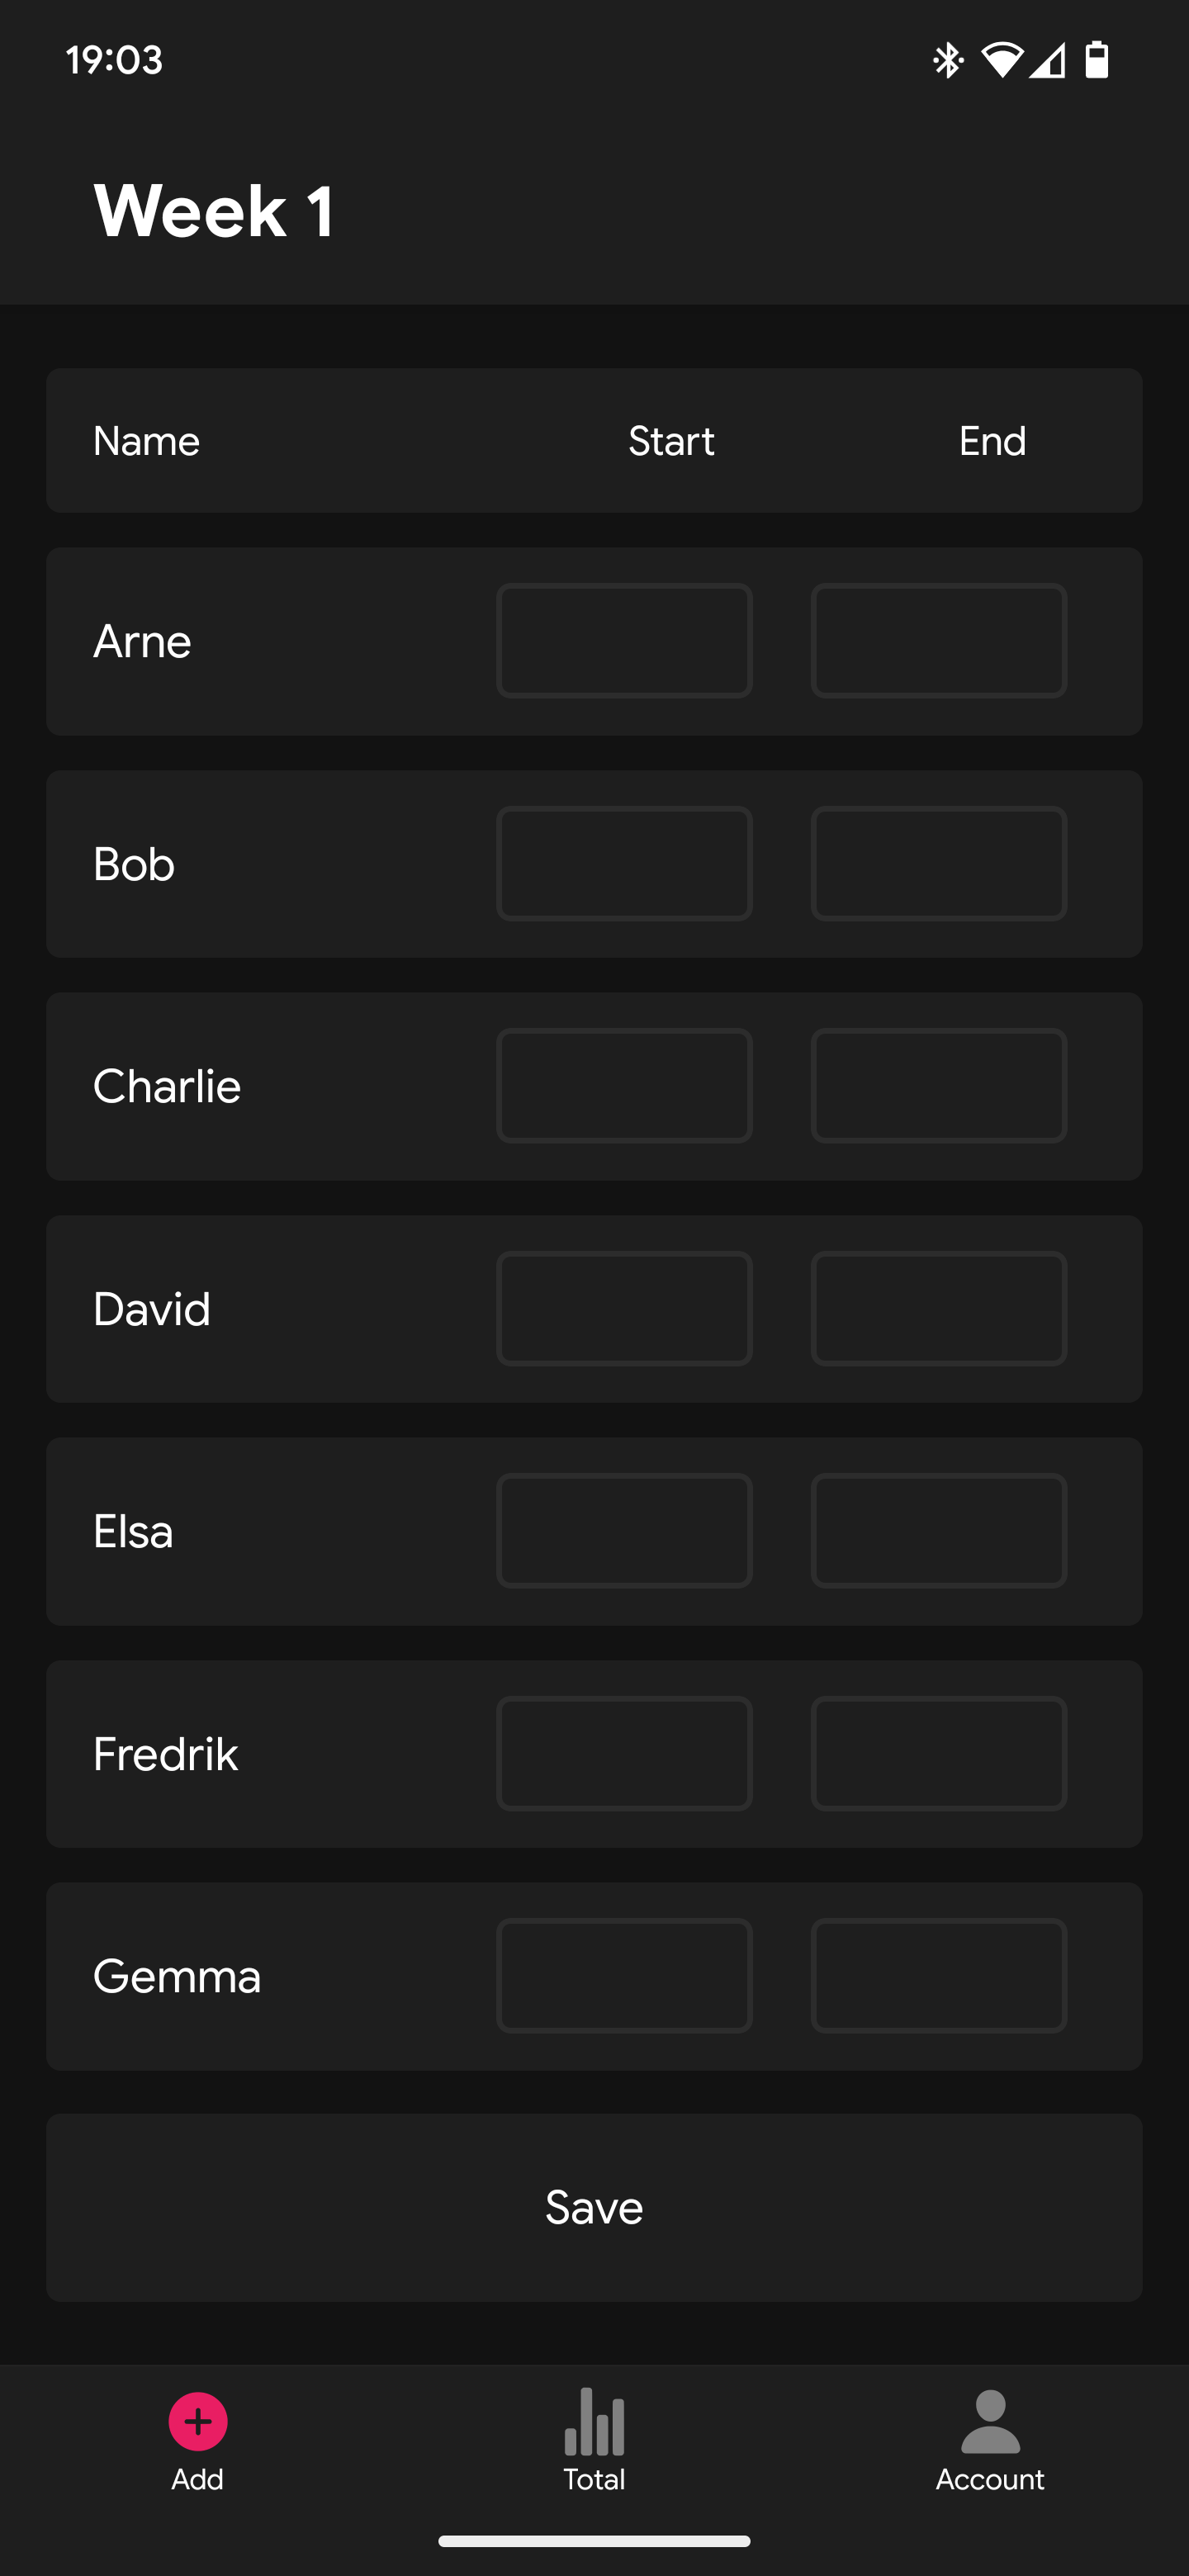 19:03
Week 1
Name Start End
Arne
Bob
Charlie
David
Elsa
Fredrik
Gemma
Save
Add Total Account